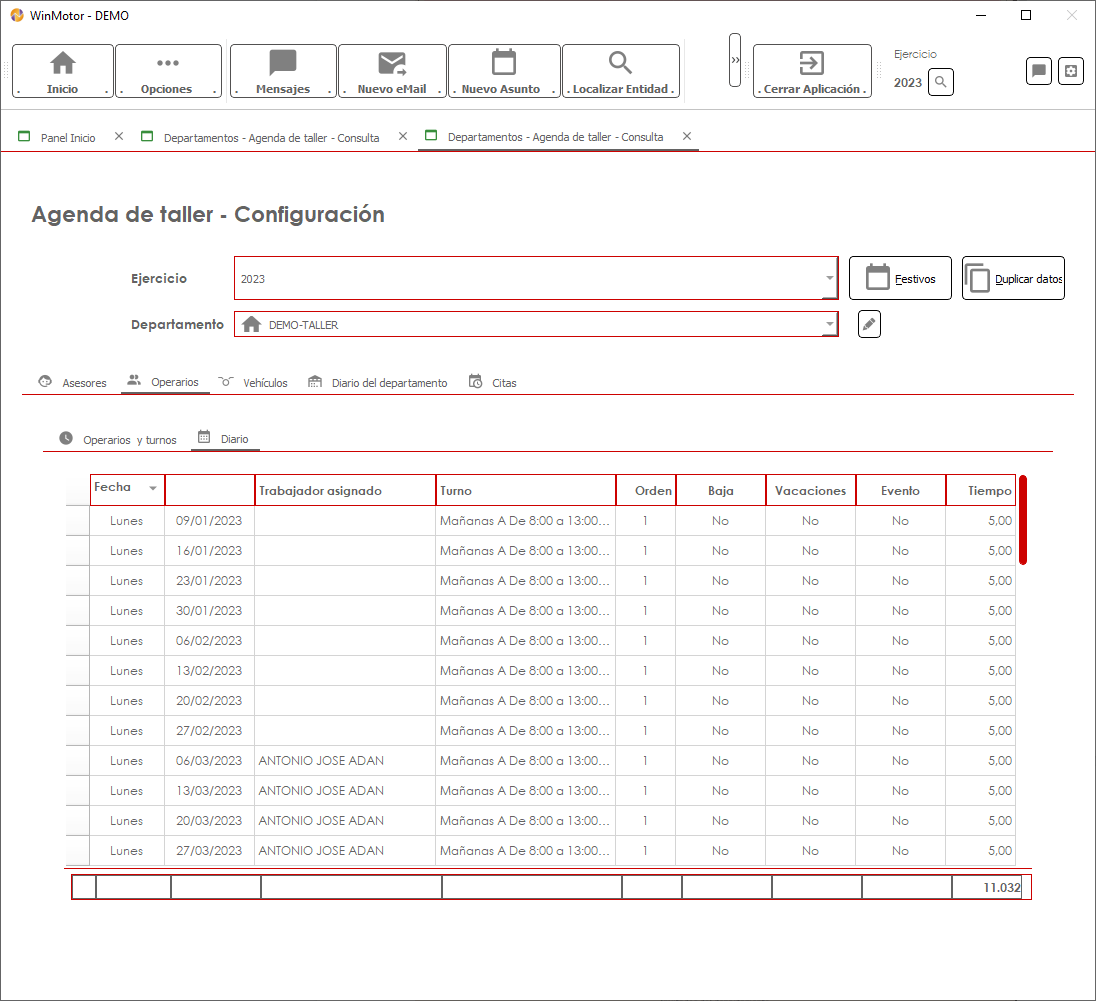 WinMotor - DEMO
Inicio
Opciones
Mensajes
Nuevo eMail
Nuevo Asunto
Localizar Entidad
»
Cerrar Aplicación
Ejercicio
2023
Panel Inicio
Departamentos - Agenda de taller - Consulta
Departamentos - Agenda de taller - Consulta
Agenda de taller - Configuración
Ejercicio 2023 Festivos Duplicar datos
Departamento DEMO-TALLER
Asesores Operarios Vehículos Diario del departamento Citas
Operarios y turnos Diario
Fecha Trabajador asignado Turno Orden Baja Vacaciones Evento Tiempo
Lunes 09/01/2023 Mañanas A De 8:00 a 13:00... 1 No No No 5,00
Lunes 16/01/2023 Mañanas A De 8:00 a 13:00... 1 No No No 5,00
Lunes 23/01/2023 Mañanas A De 8:00 a 13:00... 1 No No No 5,00
Lunes 30/01/2023 Mañanas A De 8:00 a 13:00... 1 No No No 5,00
Lunes 06/02/2023 Mañanas A De 8:00 a 13:00... 1 No No No 5,00
Lunes 13/02/2023 Mañanas A De 8:00 a 13:00... 1 No No No 5,00
Lunes 20/02/2023 Mañanas A De 8:00 a 13:00... 1 No No No 5,00
Lunes 27/02/2023 Mañanas A De 8:00 a 13:00... 1 No No No 5,00
Lunes 06/03/2023 ANTONIO JOSE ADAN Mañanas A De 8:00 a 13:00... 1 No No No 5,00
Lunes 13/03/2023 ANTONIO JOSE ADAN Mañanas A De 8:00 a 13:00... 1 No No No 5,00
Lunes 20/03/2023 ANTONIO JOSE ADAN Mañanas A De 8:00 a 13:00... 1 No No No 5,00
Lunes 27/03/2023 ANTONIO JOSE ADAN Mañanas A De 8:00 a 13:00... 1 No No No 5,00
11.032